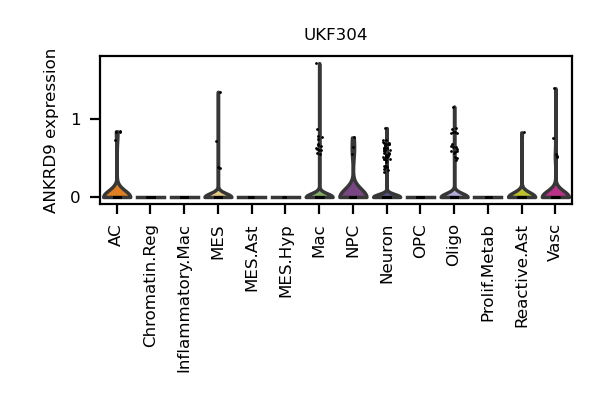 UKF304
ANKRD9 expression
1
0
AC
Chromatin.Reg
Inflammatory.Mac
MES
MES.Ast
MES.Hyp
Mac
NPC
Neuron
OPC
Oligo
Prolif.Metab
Reactive.Ast
Vasc